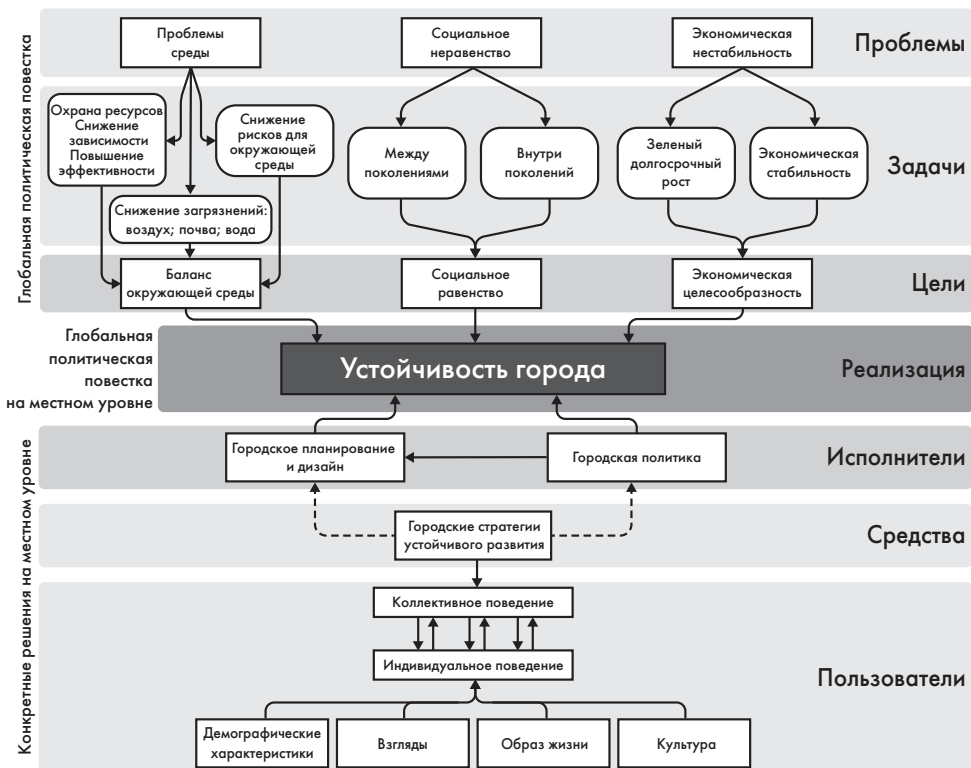 Глобальная политическая повестка
Проблемы
среды
Социальное
неравенство
Экономическая
нестабильность
Проблемы
Охрана ресурсов
Снижение
зависимости
Повышение
эффективности
Снижение
рисков для
окружающей
среды
Между
поколениями
Внутри
поколений
Зеленый
долгосрочный
рост
Экономическая
стабильность
Задачи
Снижение загрязнений:
воздух; почва; вода
Баланс
окружающей среды
Социальное
равенство
Экономическая
целесообразность
Цели
Глобальная
политическая
повестка
на местном уровне
Устойчивость города
Реализация
Конкретные решения на местном уровне
Городское планирование
и дизайн
Городская политика
Исполнители
Городские стратегии
устойчивого развития
Средства
Коллективное поведение
Индивидуальное поведение
Пользователи
Демографические
характеристики
Взгляды
Образ жизни
Культура